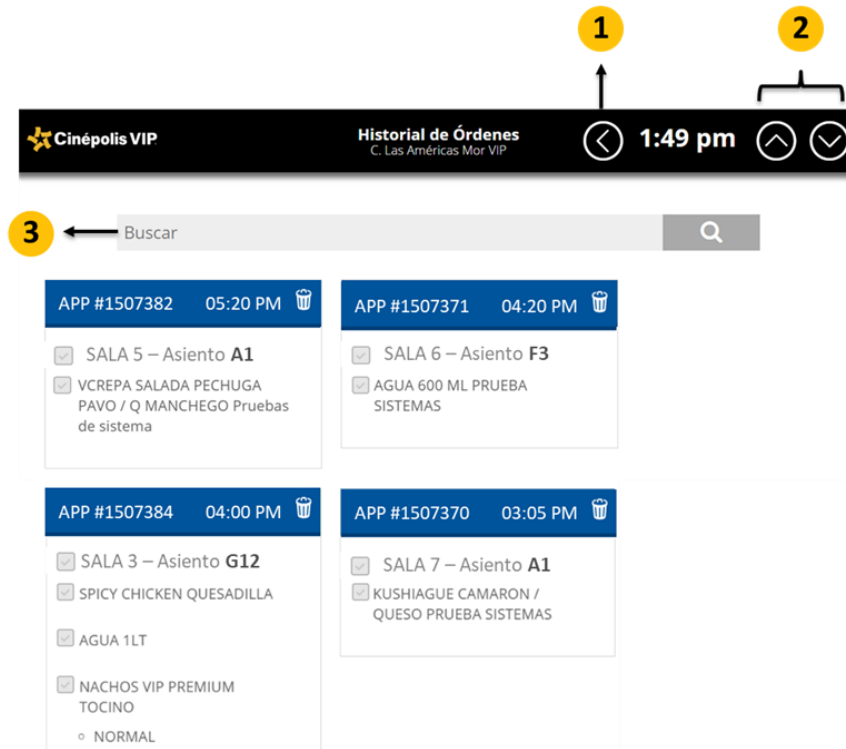 1
2
Cinépolis VIP
Historial de Órdenes
C. Las Américas Mor VIP
1:49 pm
3
Buscar
APP #1507382 05:20 PM
SALA 5 – Asiento A1
VCREPA SALADA PECHUGA
PAVO / Q MANCHEGO Pruebas
de sistema
APP #1507371 04:20 PM
SALA 6 – Asiento F3
AGUA 600 ML PRUEBA
SISTEMAS
APP #1507384 04:00 PM
SALA 3 – Asiento G12
SPICY CHICKEN QUESADILLA
AGUA 1LT
NACHOS VIP PREMIUM
TOCINO
NORMAL
APP #1507370 03:05 PM
SALA 7 – Asiento A1
KUSHIAGUE CAMARON /
QUESO PRUEBA SISTEMAS